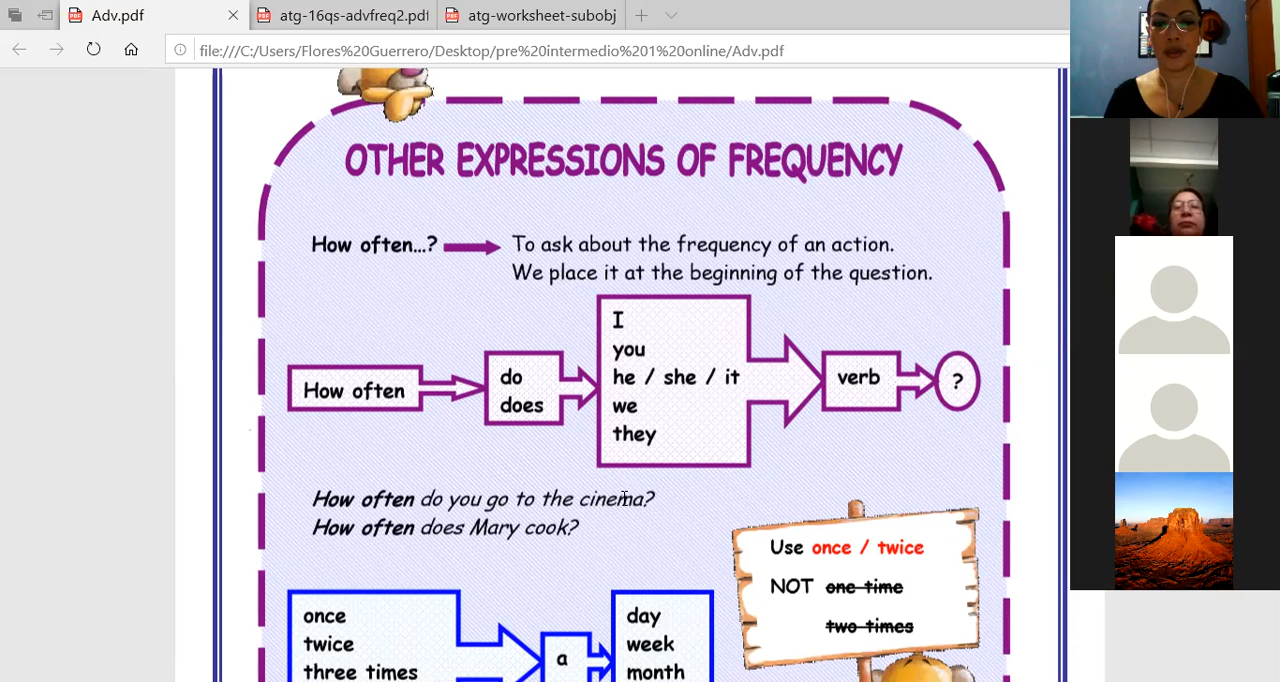 Adv.pdf
atg-16qs-advfreq2.pdf
atg-worksheet-subobj
file:///C:/Users/Flores%20Guerrero/Desktop/pre%20intermedio%201%20online/Adv.pdf
OTHER EXPRESSIONS OF FREQUENCY
How often...? To ask about the frequency of an action.
We place it at the beginning of the question.
How often
do
does
I
you
he / she / it
we
they
verb
?
How often do you go to the cinema?
How often does Mary cook?
Use once / twice
NOT one time
two times
once
twice
three times
a
day
week
month